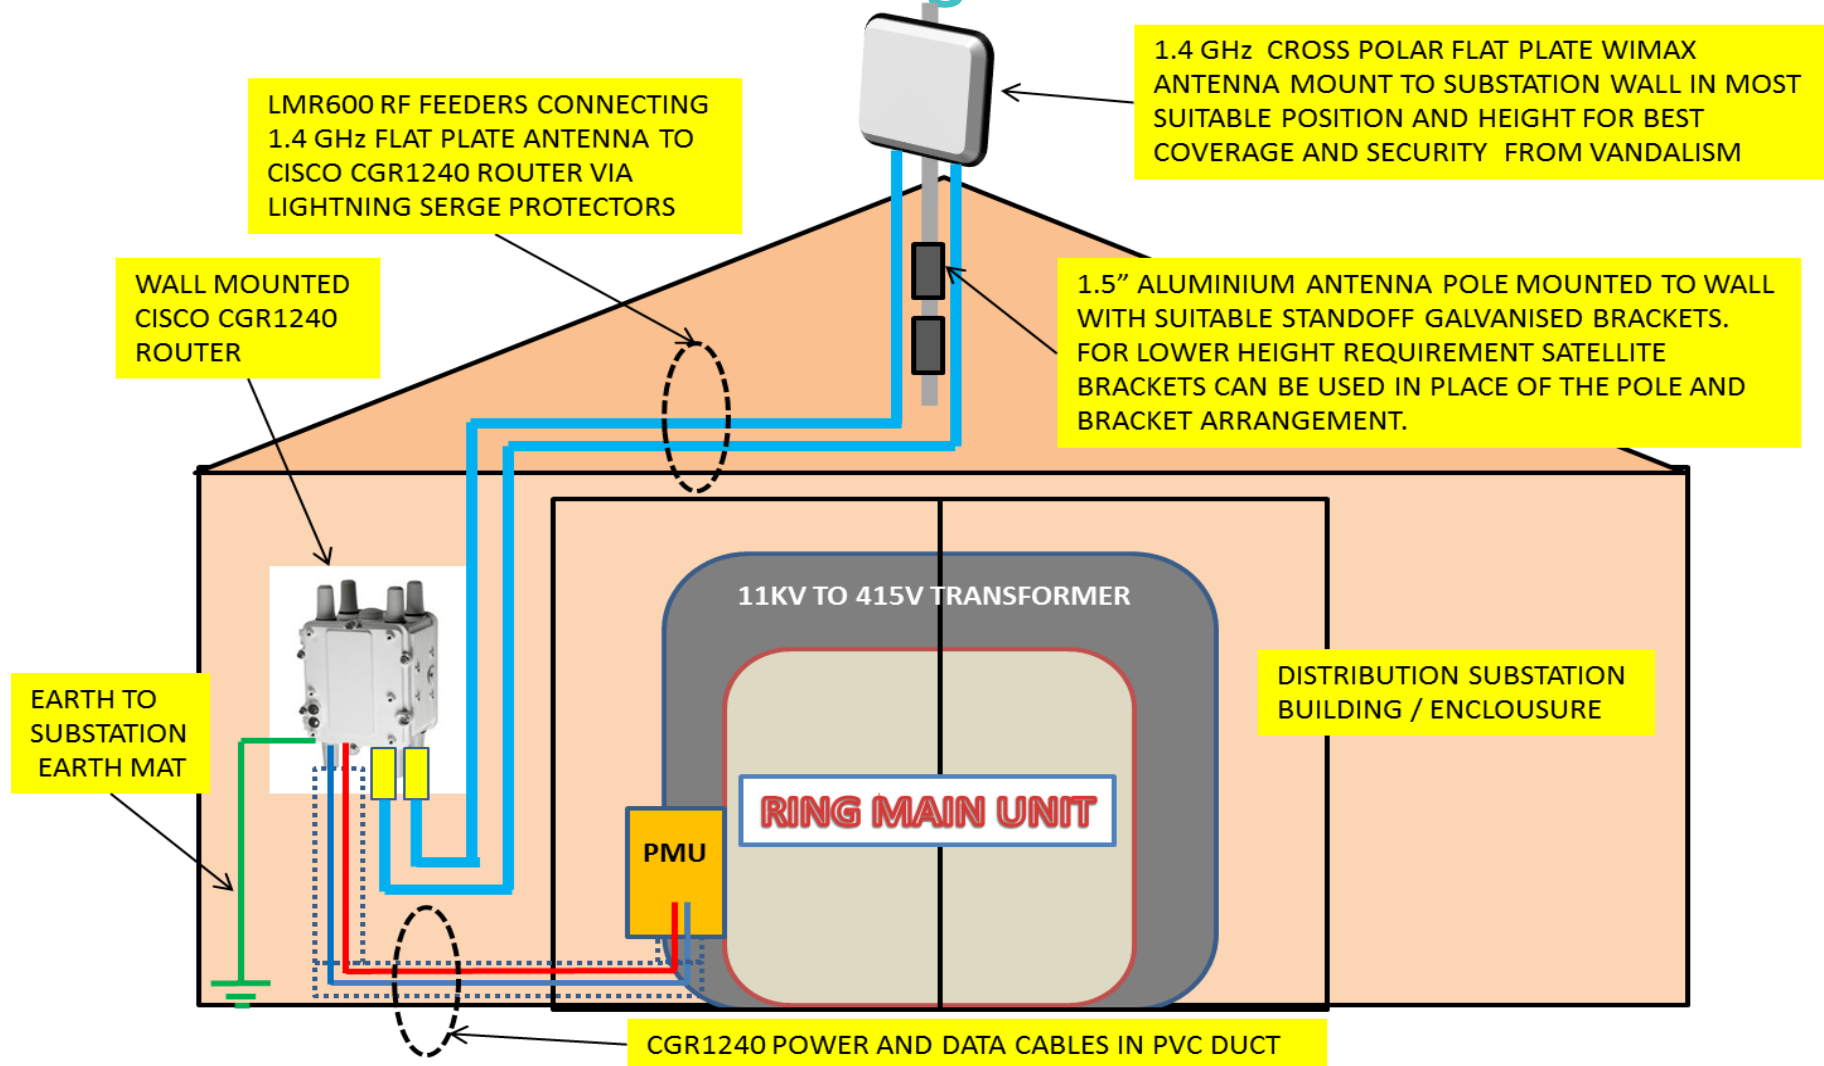 1.4 GHz CROSS POLAR FLAT PLATE WIMAX
ANTENNA MOUNT TO SUBSTATION WALL IN MOST
SUITABLE POSITION AND HEIGHT FOR BEST
COVERAGE AND SECURITY FROM VANDALISM
LMR600 RF FEEDERS CONNECTING
1.4 GHz FLAT PLATE ANTENNA TO
CISCO CGR1240 ROUTER VIA
LIGHTNING SERGE PROTECTORS
WALL MOUNTED
CISCO CGR1240
ROUTER
1.5” ALUMINIUM ANTENNA POLE MOUNTED TO WALL
WITH SUITABLE STANDOFF GALVANISED BRACKETS.
FOR LOWER HEIGHT REQUIREMENT SATELLITE
BRACKETS CAN BE USED IN PLACE OF THE POLE AND
BRACKET ARRANGEMENT.
11KV TO 415V TRANSFORMER
EARTH TO
SUBSTATION
EARTH MAT
DISTRIBUTION SUBSTATION
BUILDING / ENCLOUSURE
RING MAIN UNIT
PMU
CGR1240 POWER AND DATA CABLES IN PVC DUCT